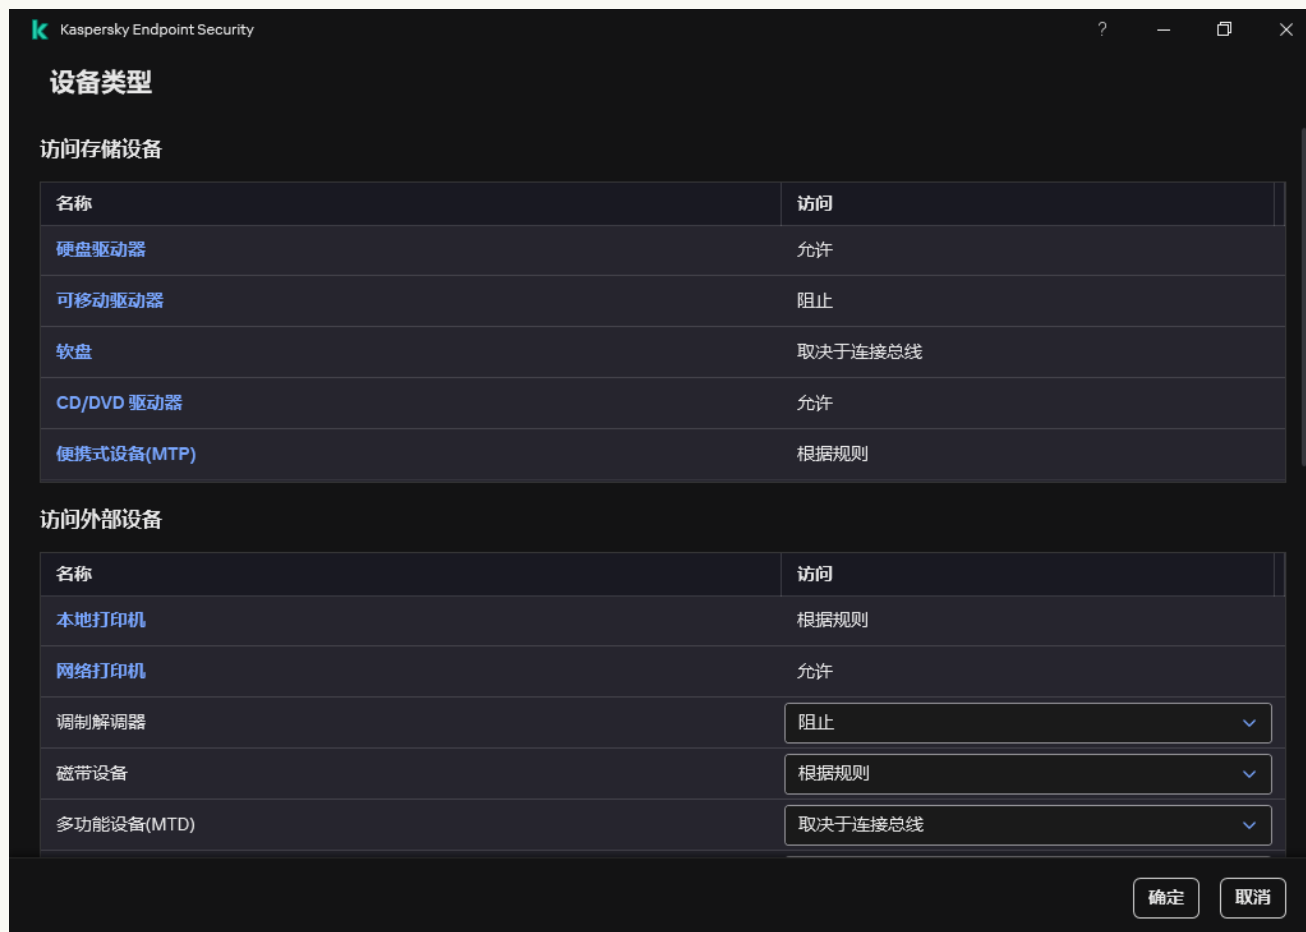 Kaspersky Endpoint Security
设备类型
访问存储设备
名称 访问
硬盘驱动器 允许
可移动驱动器 阻止
软盘 取决于连接总线
CD/DVD 驱动器 允许
便携式设备(MTP) 根据规则
访问外部设备
名称 访问
本地打印机 根据规则
网络打印机 允许
调制解调器 阻止
磁带设备 根据规则
多功能设备(MTD) 取决于连接总线
确定 取消